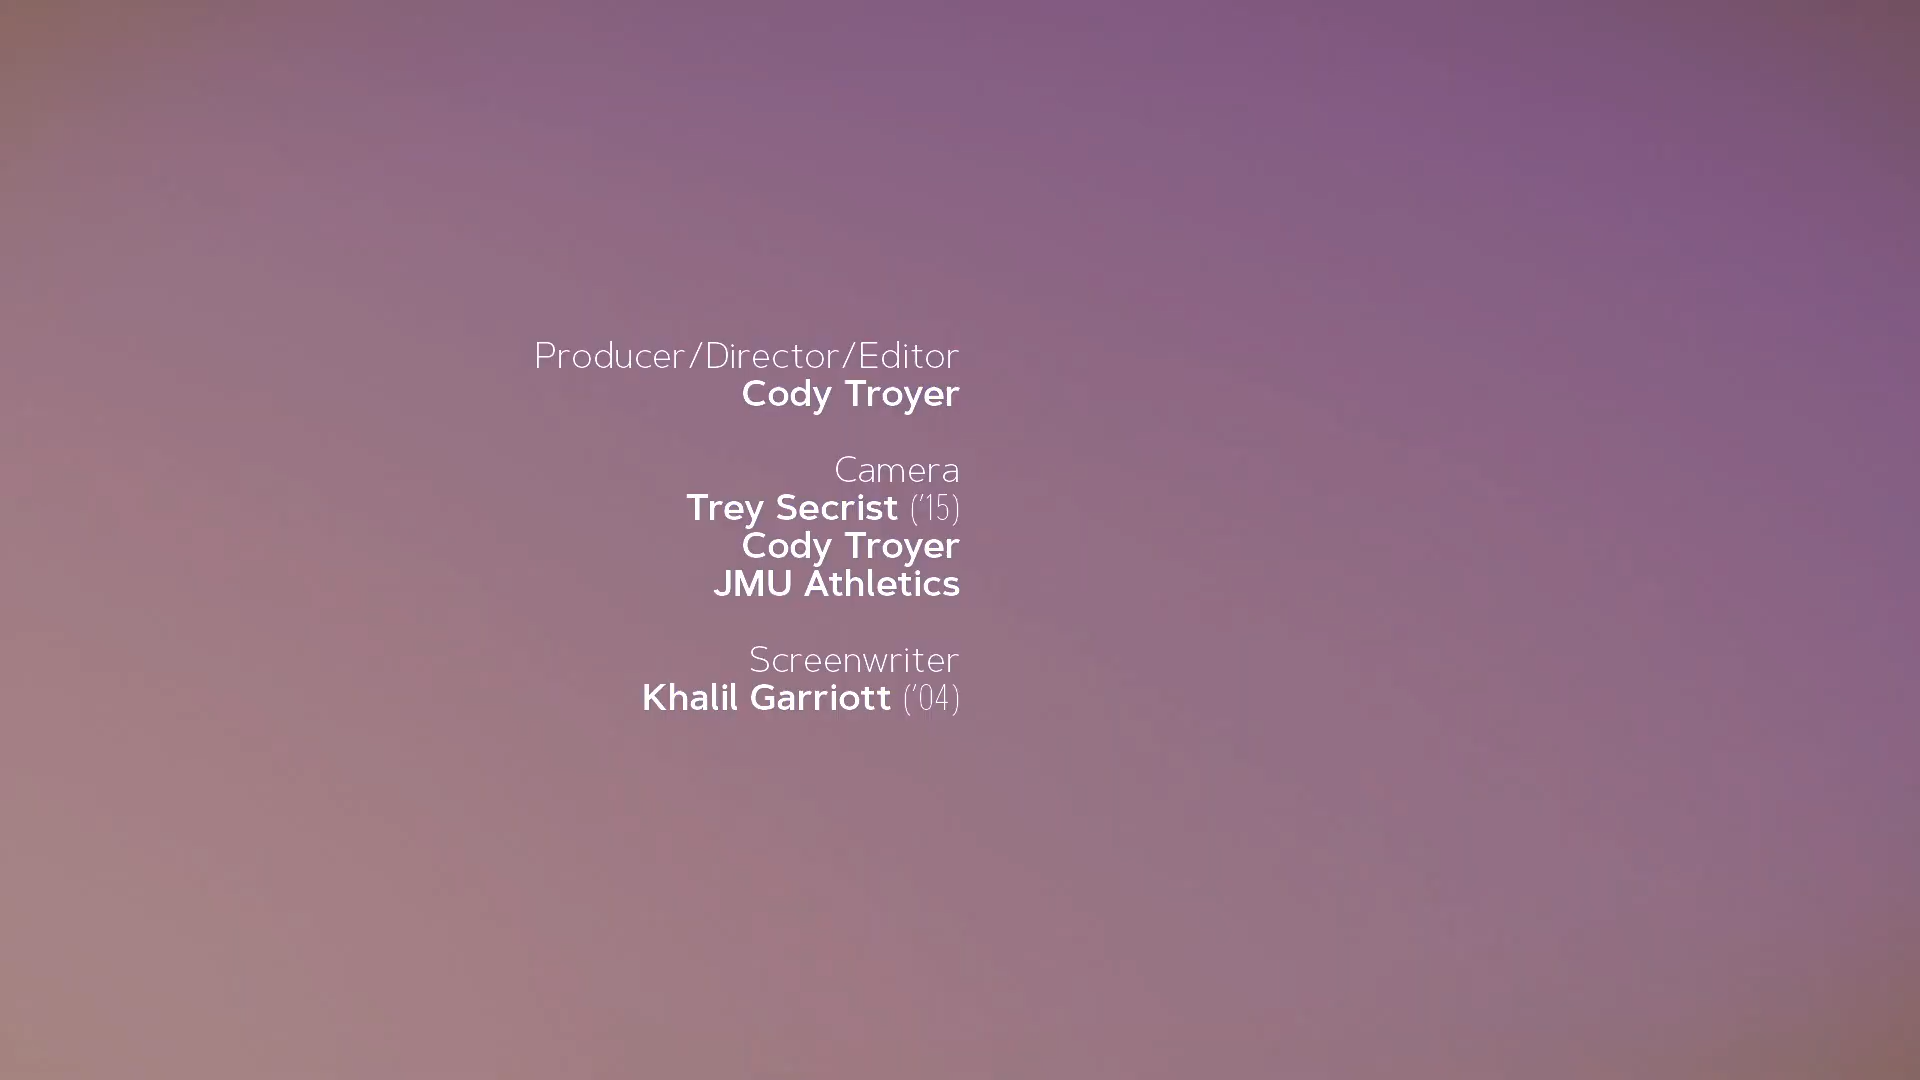 Producer/Director/Editor
Cody Troyer
Camera
Trey Secrist ('15)
Cody Troyer
JMU Athletics
Screenwriter
Khalil Garriott ('04)